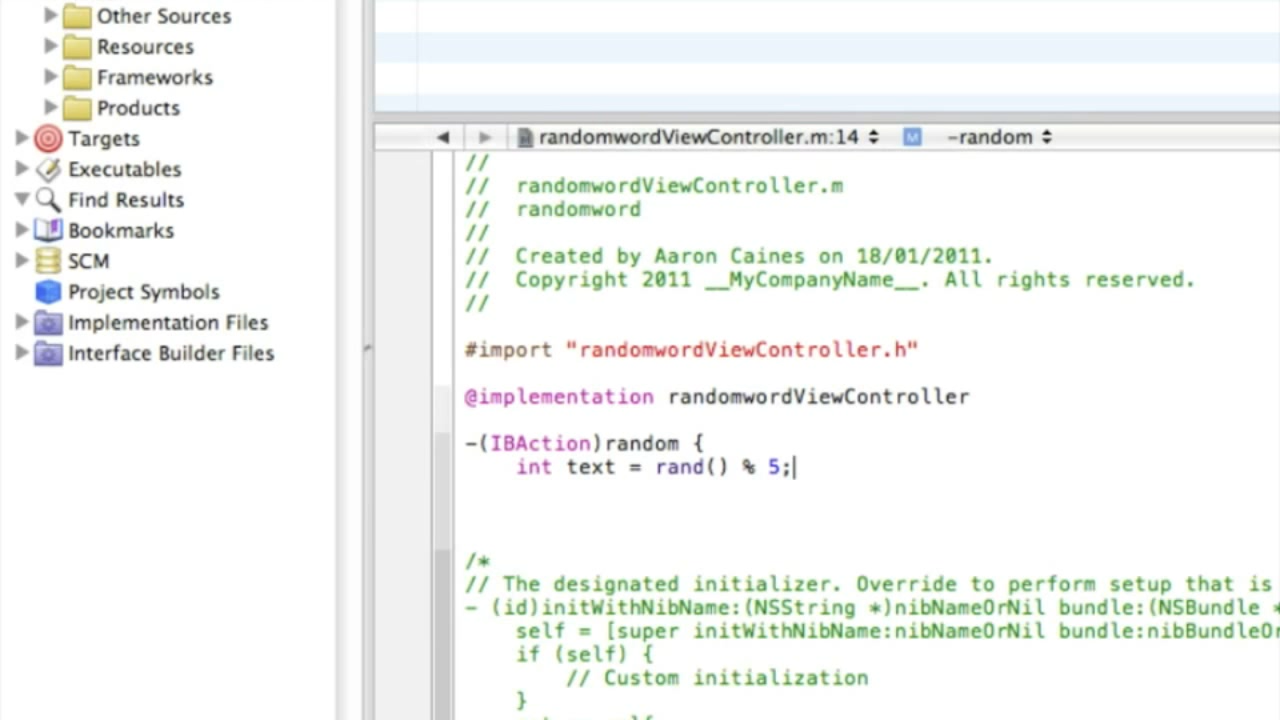 Other Sources
Resources
Frameworks
Products
Targets
Executables
Find Results
Bookmarks
SCM
Project Symbols
Implementation Files
Interface Builder Files
randomwordViewController.m:14 M -random
//
// randomwordViewController.m
// randomword
//
// Created by Aaron Caines on 18/01/2011.
// Copyright 2011 __MyCompanyName__. All rights reserved.
//
#import "randomwordViewController.h"
@implementation randomwordViewController
-(IBAction)random {
int text = rand() % 5;
/*
// The designated initializer. Override to perform setup that is
- (id)initWithNibName:(NSString *)nibNameOrNil bundle:(NSBundle *
self = [super initWithNibName:nibNameOrNil bundle:nibBundleOr
if (self) {
// Custom initialization
}